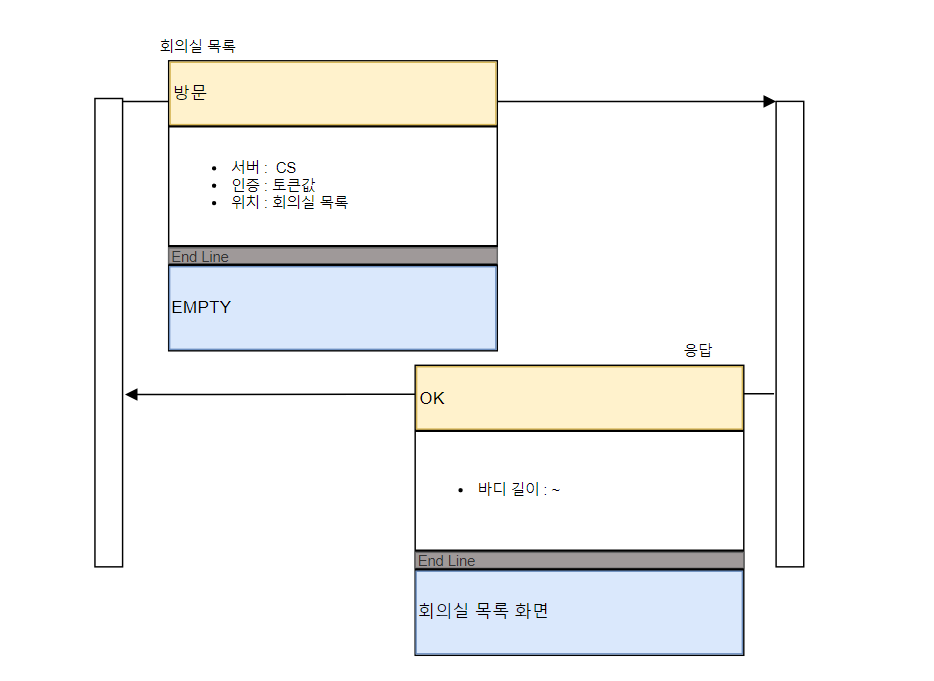 회의실 목록
방문
• 서버 :  CS
• 인증 : 토큰값
• 위치 : 회의실 목록
End Line
EMPTY
응답
OK
• 바디 길이 : ~
End Line
회의실 목록 화면